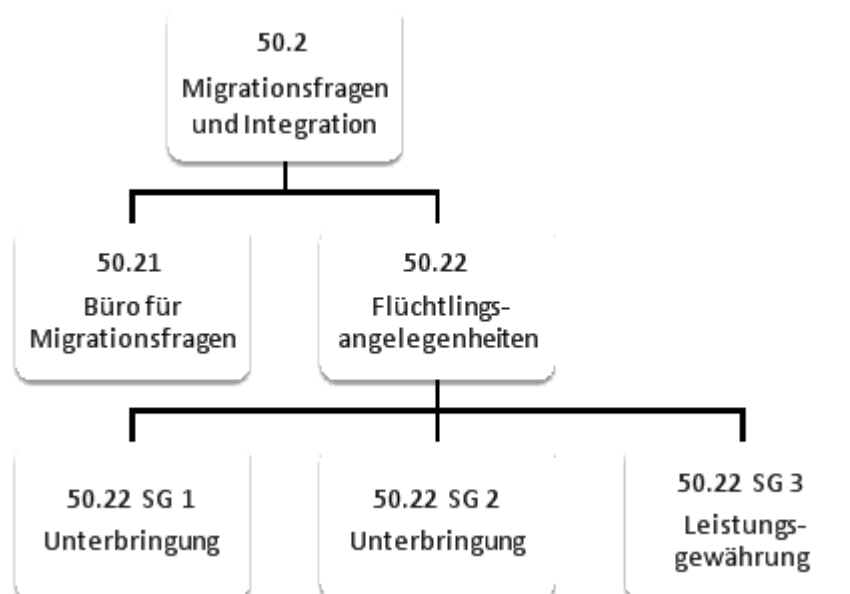 50.2
Migrationsfragen
und Integration
50.21
Büro für
Migrationsfragen
50.22
Flüchtlings-
angelegenheiten
50.22 SG 1
Unterbringung
50.22 SG 2
Unterbringung
50.22 SG 3
Leistungs-
gewährung